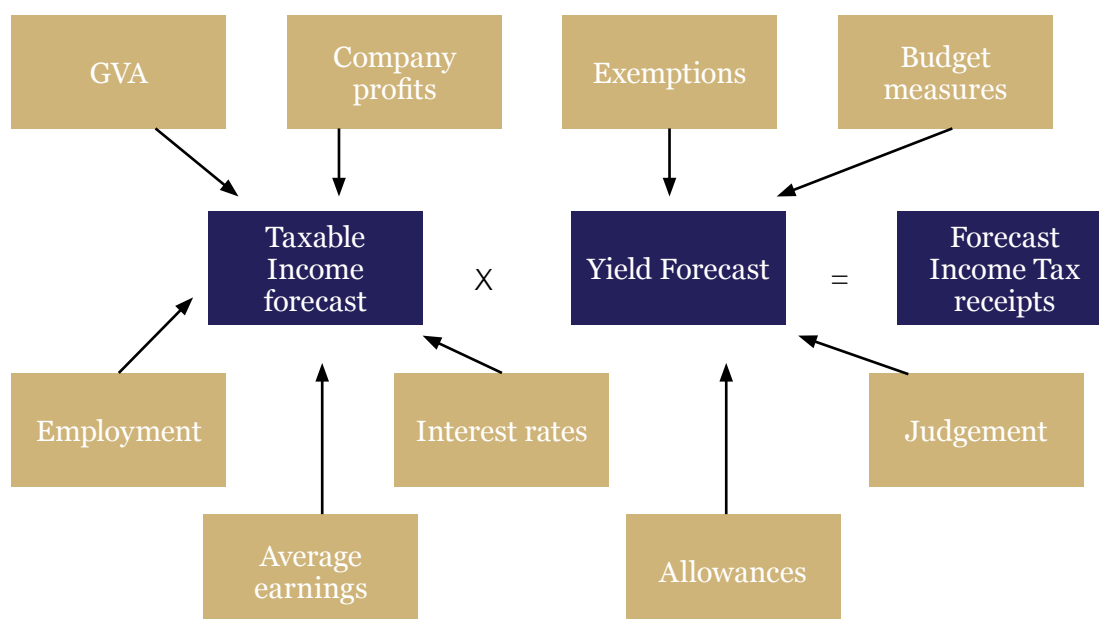 GVA
Company
profits
Exemptions
Budget
measures
Taxable
Income
forecast
X
Yield Forecast
=
Forecast
Income Tax
receipts
Employment
Interest rates
Judgement
Average
earnings
Allowances